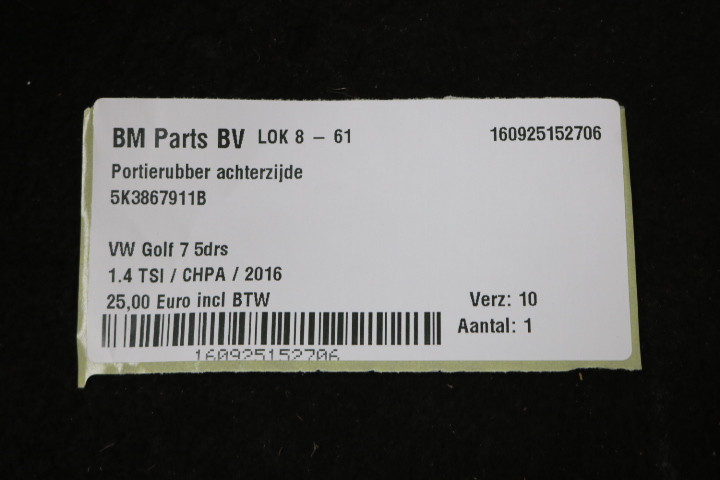 BM Parts BV LOK 8 – 61 160925152706
Portierubber achterzijde
5K3867911B
VW Golf 7 5drs
1.4 TSI / CHPA / 2016
25,00 Euro incl BTW Verz: 10
Aantal: 1
160925152706